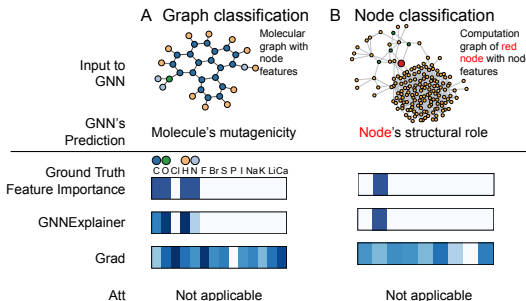 A Graph classification
B Node classification
Input to
GNN
Molecular
graph with
node
features
Computation
graph of red
node with node
features
GNN's
Prediction
Molecule's mutagenicity
Node's structural role
Ground Truth
Feature Importance
C O Cl H N F Br S P I Na K Li Ca
GNNExplainer
Grad
Att
Not applicable
Not applicable